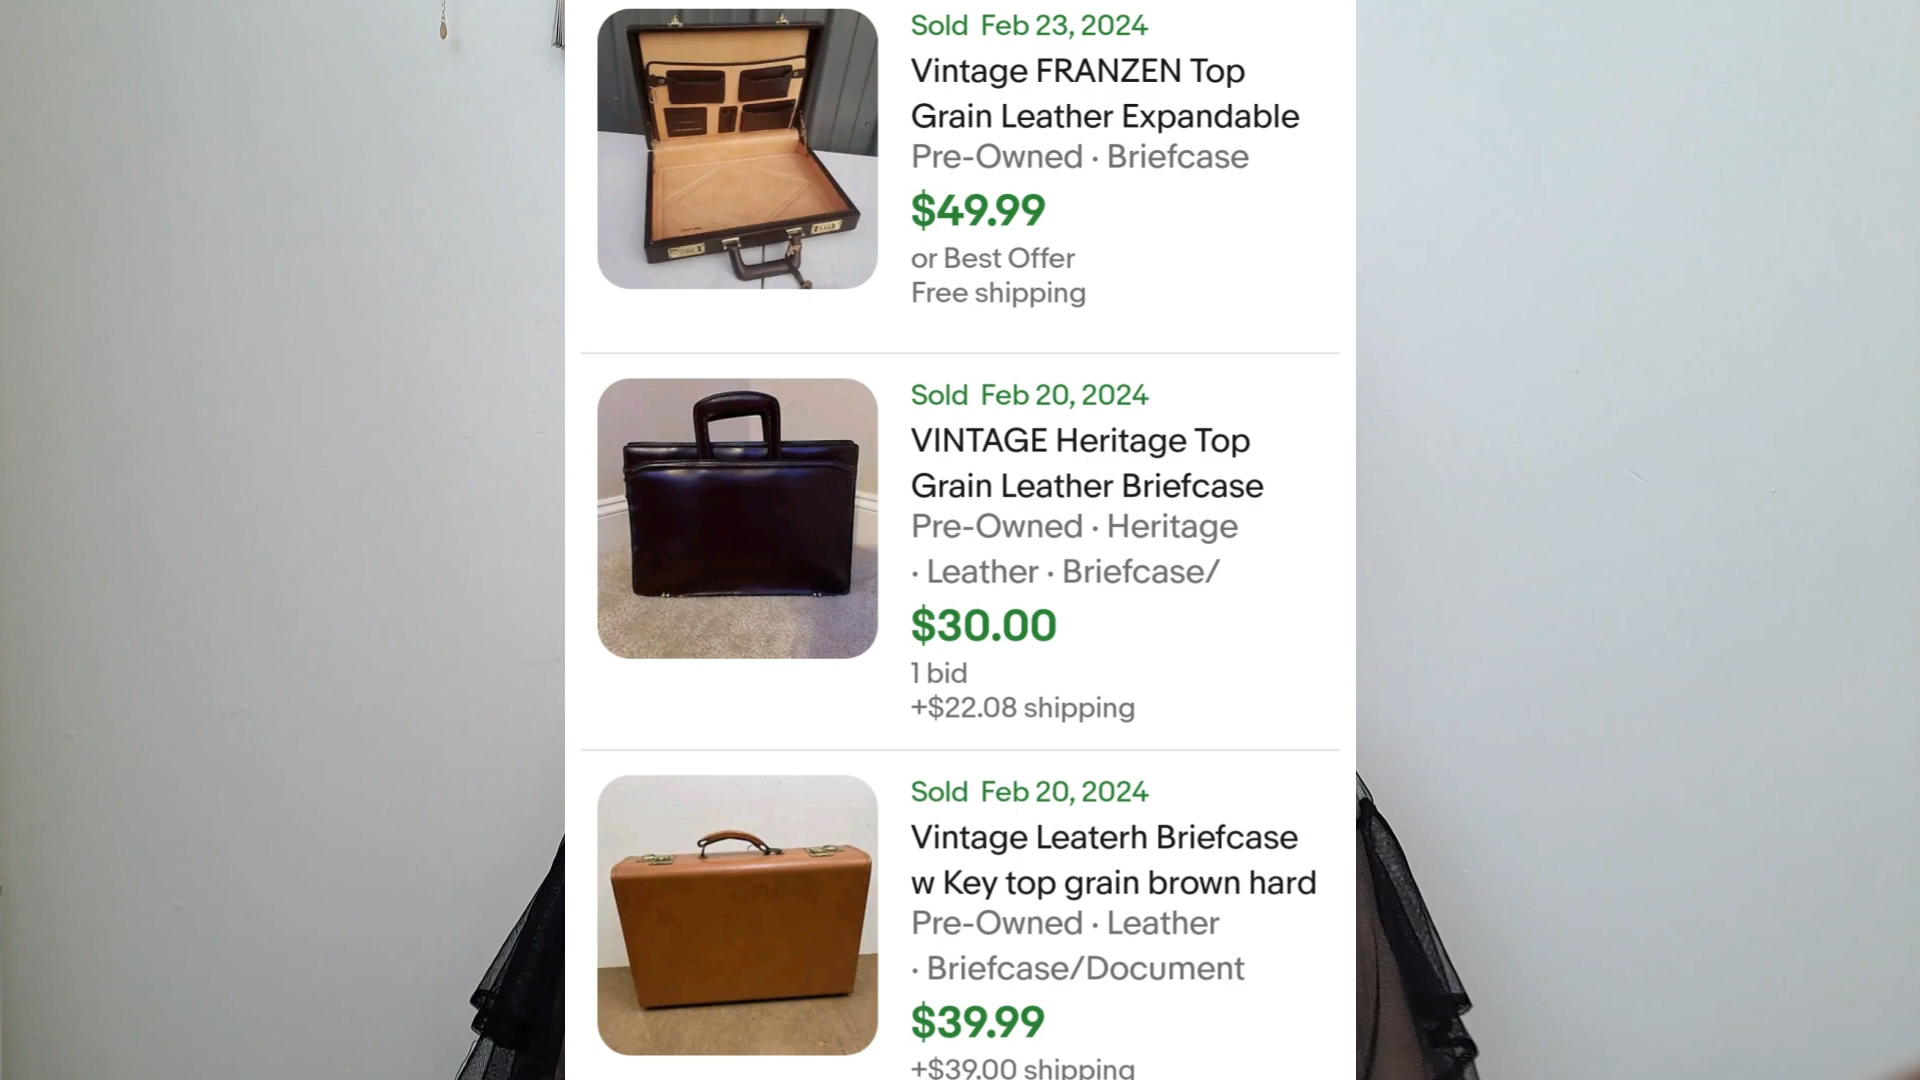 Sold Feb 23, 2024
Vintage FRANZEN Top
Grain Leather Expandable
Pre-Owned · Briefcase
$49.99
or Best Offer
Free shipping
Sold Feb 20, 2024
VINTAGE Heritage Top
Grain Leather Briefcase
Pre-Owned · Heritage
· Leather · Briefcase/
$30.00
1 bid
+$22.08 shipping
Sold Feb 20, 2024
Vintage Leaterh Briefcase
w Key top grain brown hard
Pre-Owned · Leather
· Briefcase/Document
$39.99
+$39.00 shipping